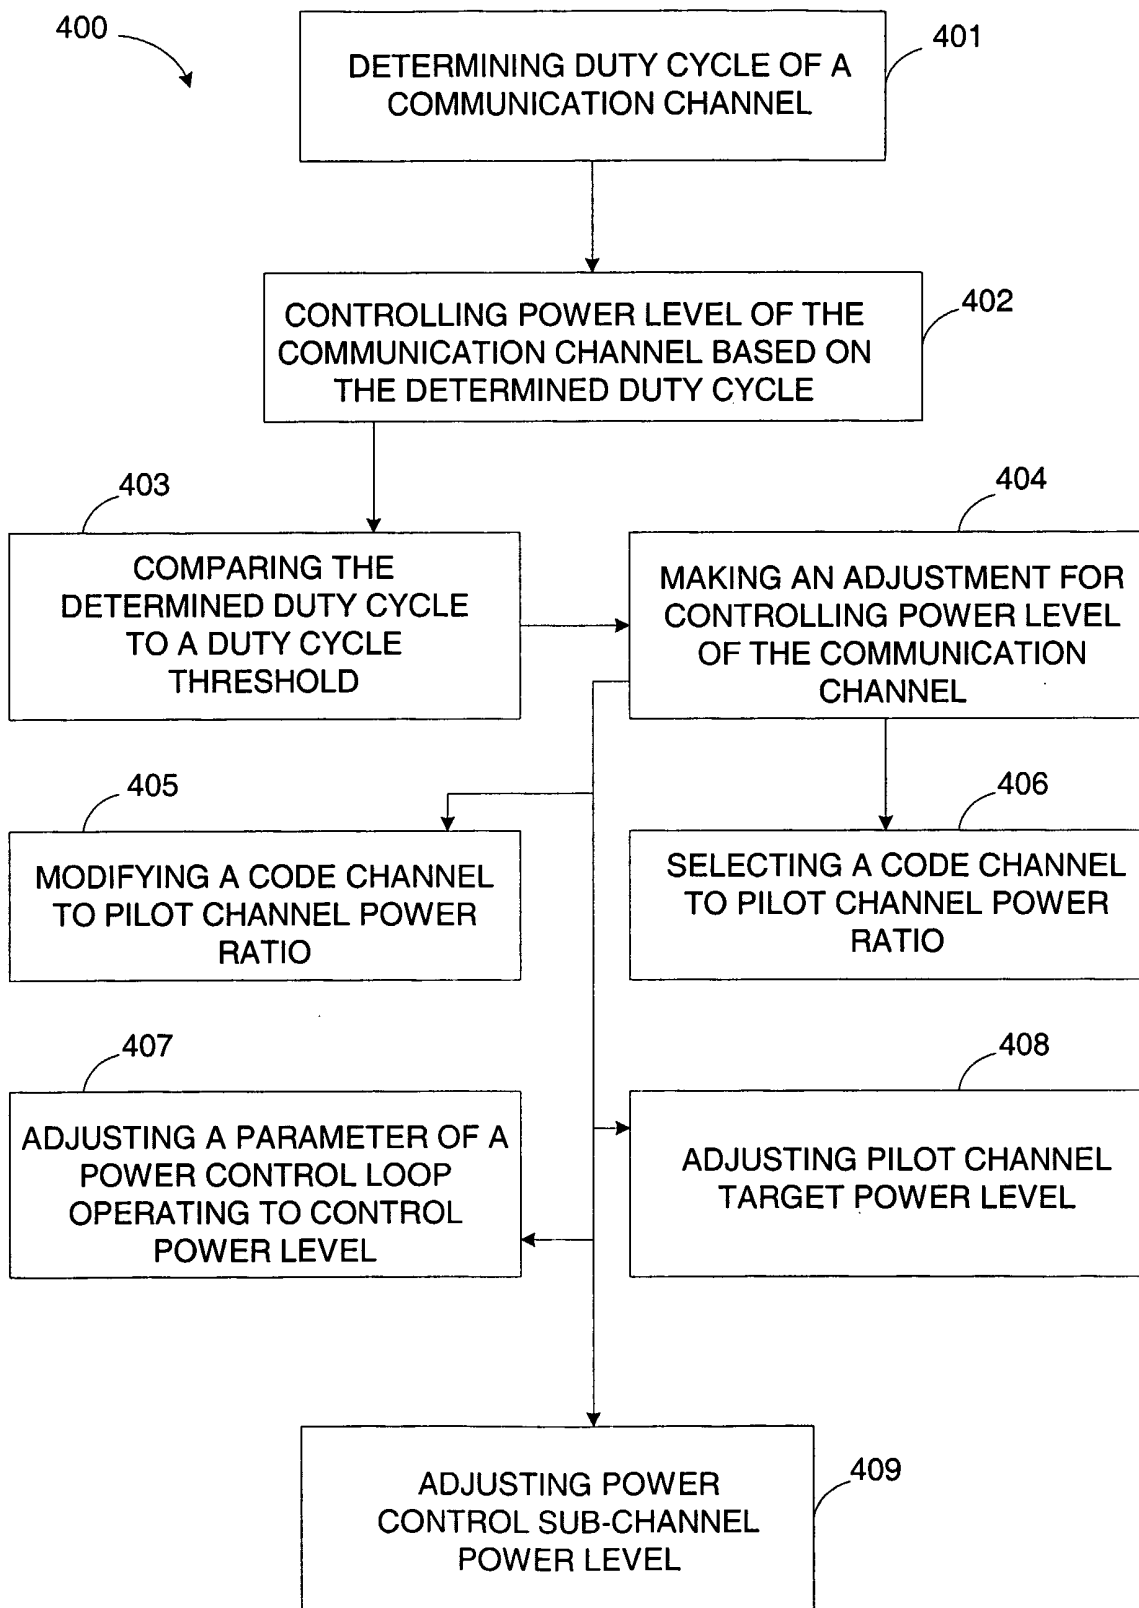 400
401
DETERMINING DUTY CYCLE OF A
COMMUNICATION CHANNEL
402
CONTROLLING POWER LEVEL OF THE
COMMUNICATION CHANNEL BASED ON
THE DETERMINED DUTY CYCLE
403
COMPARING THE
DETERMINED DUTY CYCLE
TO A DUTY CYCLE
THRESHOLD
404
MAKING AN ADJUSTMENT FOR
CONTROLLING POWER LEVEL
OF THE COMMUNICATION
CHANNEL
405
MODIFYING A CODE CHANNEL
TO PILOT CHANNEL POWER
RATIO
406
SELECTING A CODE CHANNEL
TO PILOT CHANNEL POWER
RATIO
407
ADJUSTING A PARAMETER OF A
POWER CONTROL LOOP
OPERATING TO CONTROL
POWER LEVEL
408
ADJUSTING PILOT CHANNEL
TARGET POWER LEVEL
409
ADJUSTING POWER
CONTROL SUB-CHANNEL
POWER LEVEL